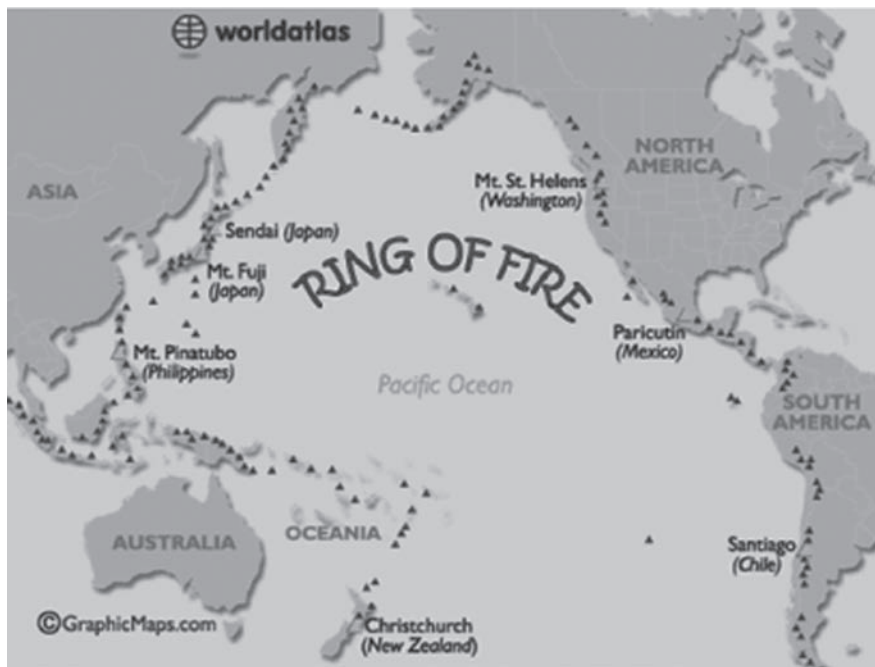 worldatlas
NORTH
AMERICA
ASIA
Mt. St. Helens
(Washington)
Sendai (Japan)
RING OF FIRE
Mt. Fuji
(Japan)
Paricutin
(Mexico)
Mt. Pinatubo
(Philippines)
Pacific Ocean
SOUTH
AMERICA
OCEANIA
AUSTRALIA
Santiago
(Chile)
©GraphicMaps.com
Christchurch
(New Zealand)